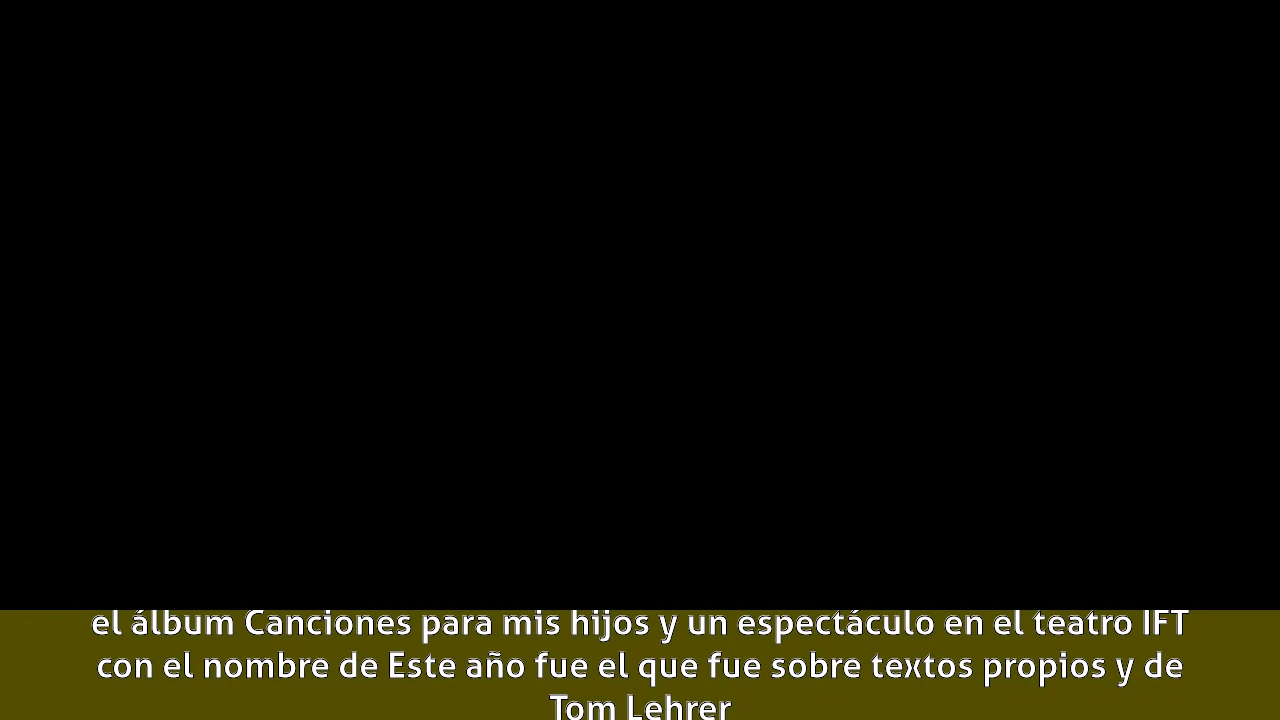 el álbum Canciones para mis hijos y un espectáculo en el teatro IFT
con el nombre de Este año fue el que fue sobre textos propios y de
Tom Lehrer